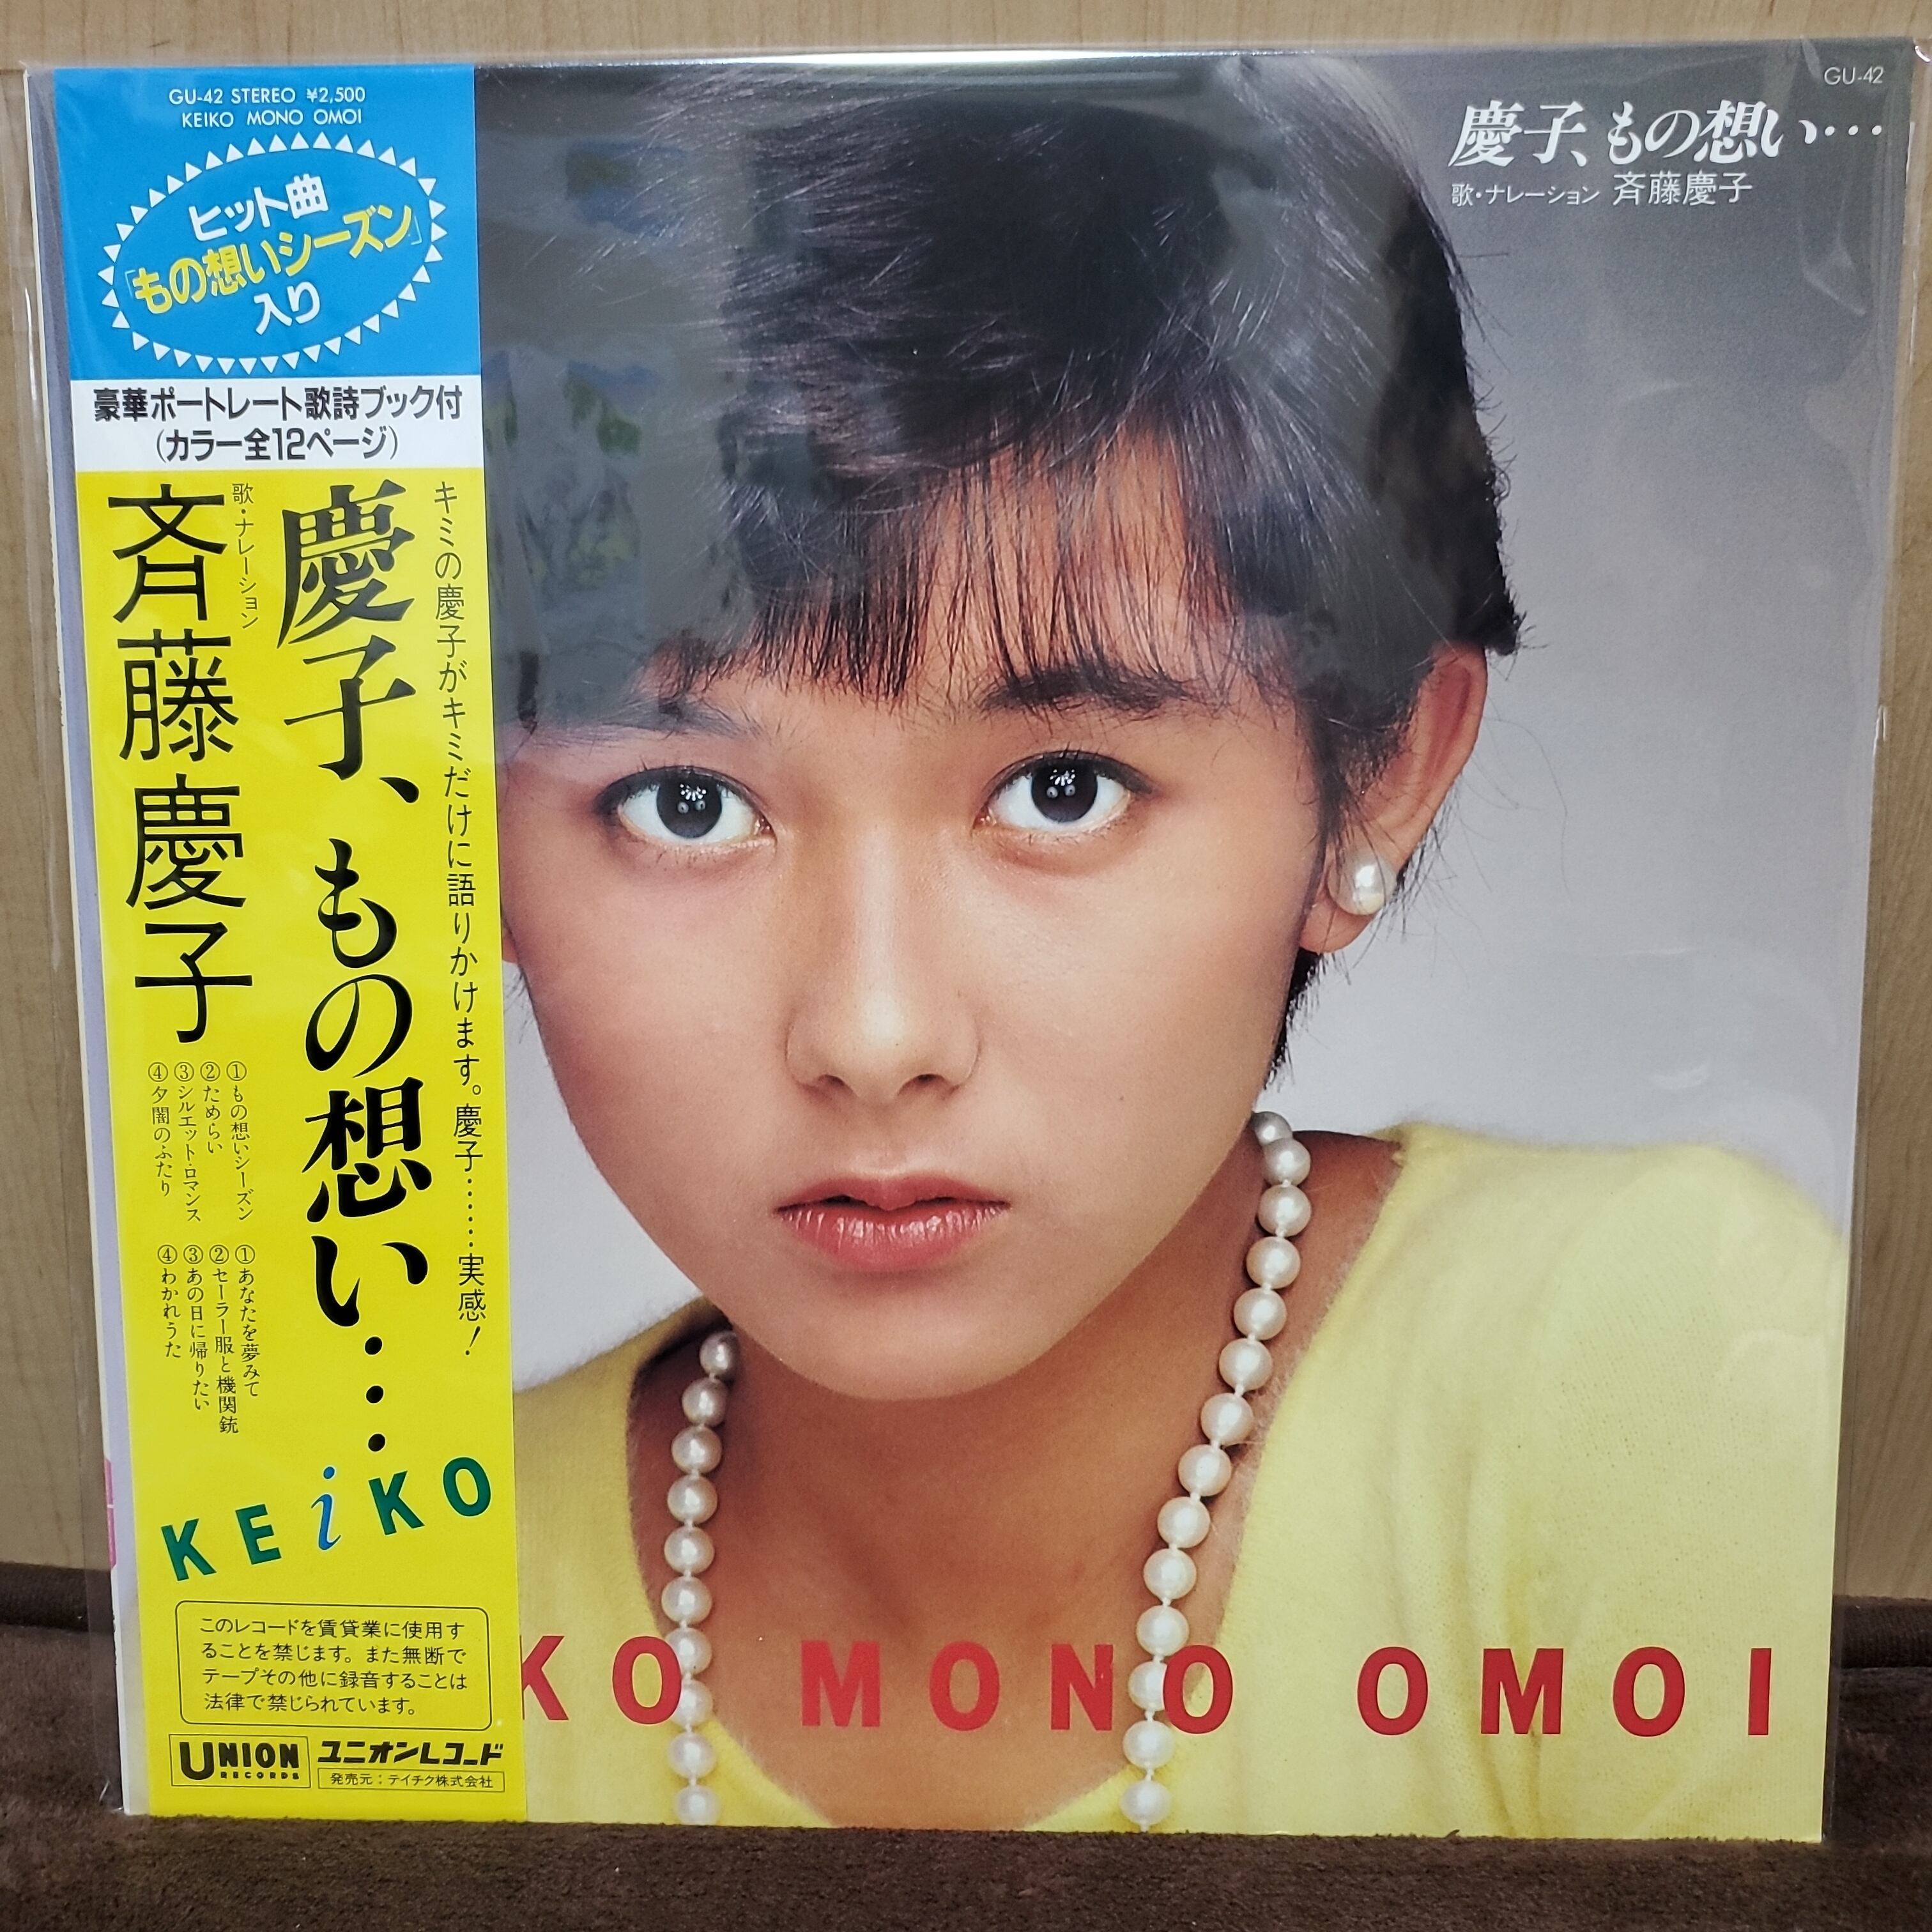 GU-42 STEREO ¥2,500
KEIKO MONO OMOI
ヒット曲
「もの想いシーズン」
入り
豪華ポートレート歌詩ブック付
(カラー全12ページ)
キミの慶子がキミだけに語りかけます。慶子………実感!
慶子、もの想い…
歌・ナレーション
斉藤慶子
①もの想いシーズン
②ためらい
③シルエット・ロマンス
④夕闇のふたり
①あなたを夢みて
②セーラー服と機関銃
③あの日に帰りたい
④わかれうた
KEiKO
このレコードを賃貸業に使用す
ることを禁じます。また無断で
テープその他に録音することは
法律で禁じられています。
UNION
RECORDS
ユニオンレコード
発売元:テイチク株式会社
GU-42
慶子、もの想い…
歌・ナレーション 斉藤慶子
KO MONO OMOI